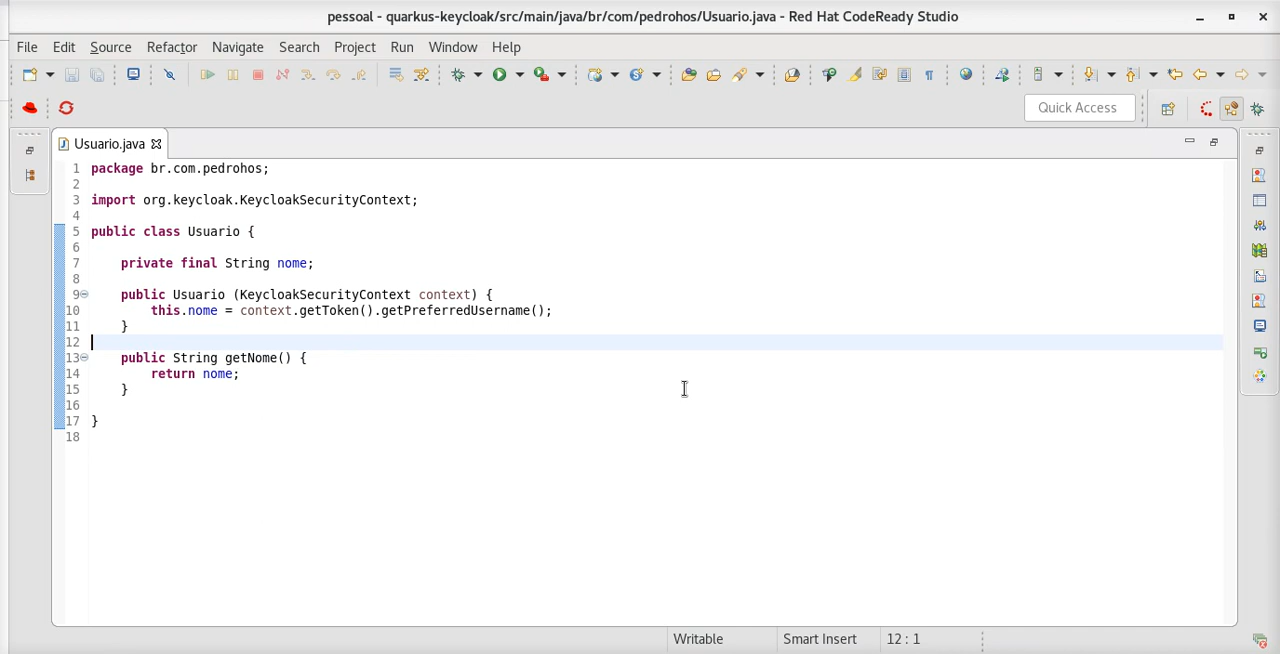 pessoal - quarkus-keycloak/src/main/java/br/com/pedrohos/Usuario.java - Red Hat CodeReady Studio
File Edit Source Refactor Navigate Search Project Run Window Help
Quick Access
Usuario.java
1 package br.com.pedrohos;
2
3 import org.keycloak.KeycloakSecurityContext;
4
5 public class Usuario {
6
7     private final String nome;
8
9     public Usuario (KeycloakSecurityContext context) {
10         this.nome = context.getToken().getPreferredUsername();
11     }
12
13     public String getNome() {
14         return nome;
15     }
16
17 }
18
Writable Smart Insert 12 : 1